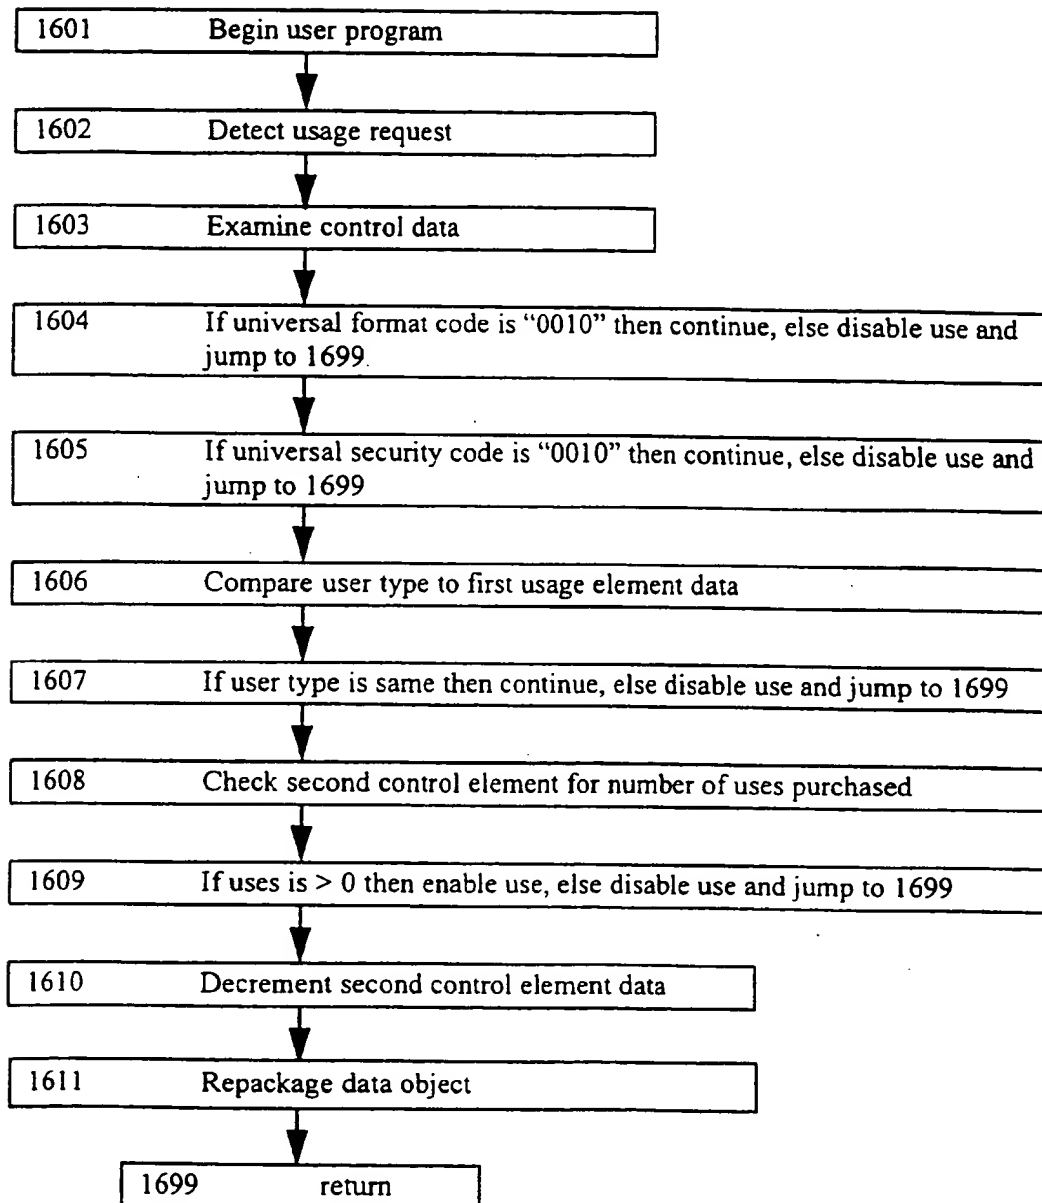 1601 Begin user program
1602 Detect usage request
1603 Examine control data
1604 If universal format code is “0010” then continue, else disable use and
jump to 1699.
1605 If universal security code is “0010” then continue, else disable use and
jump to 1699
1606 Compare user type to first usage element data
1607 If user type is same then continue, else disable use and jump to 1699
1608 Check second control element for number of uses purchased
1609 If uses is > 0 then enable use, else disable use and jump to 1699
1610 Decrement second control element data
1611 Repackage data object
1699 return